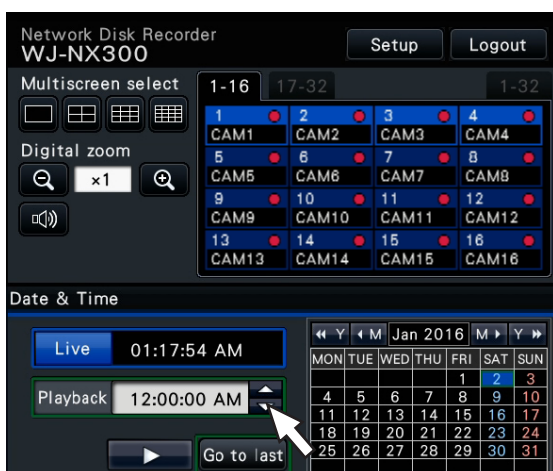 Network Disk Recorder
WJ-NX300
Setup
Logout
Multiscreen select
Digital zoom
×1
1-16
17-32
1-32
1 2 3 4
CAM1 CAM2 CAM3 CAM4
5 6 7 8
CAM5 CAM6 CAM7 CAM8
9 10 11 12
CAM9 CAM10 CAM11 CAM12
13 14 15 16
CAM13 CAM14 CAM15 CAM16
Date & Time
Live 01:17:54 AM
Playback 12:00:00 AM
Go to last
Y M Jan 2016 M Y
MON TUE WED THU FRI SAT SUN
1 2 3
4 5 6 7 8 9 10
11 12 13 14 15 16 17
18 19 20 21 22 23 24
25 26 27 28 29 30 31